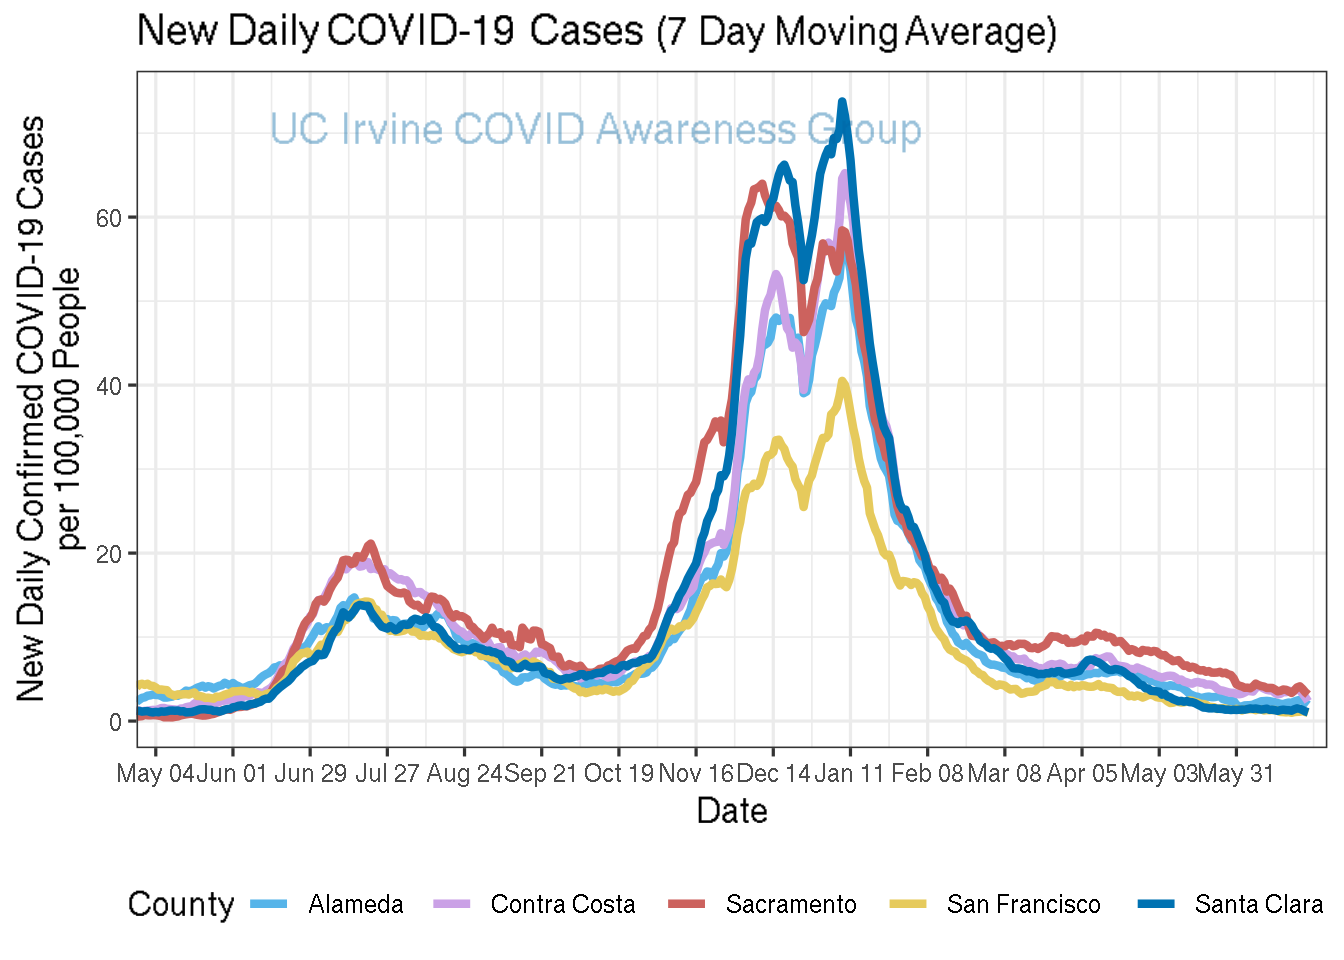 New Daily COVID-19 Cases (7 Day Moving Average)
UC Irvine COVID Awareness Group
New Daily Confirmed COVID-19 Cases
per 100,000 People
60
40
20
0
May 04 Jun 01 Jun 29 Jul 27 Aug 24 Sep 21 Oct 19 Nov 16 Dec 14 Jan 11 Feb 08 Mar 08 Apr 05 May 03 May 31
Date
County Alameda Contra Costa Sacramento San Francisco Santa Clara